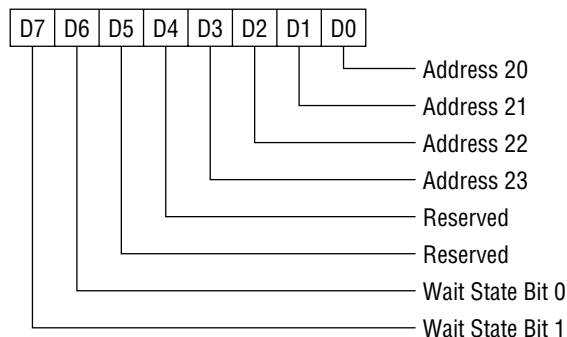 D7 D6 D5 D4 D3 D2 D1 D0
Address 20
Address 21
Address 22
Address 23
Reserved
Reserved
Wait State Bit 0
Wait State Bit 1